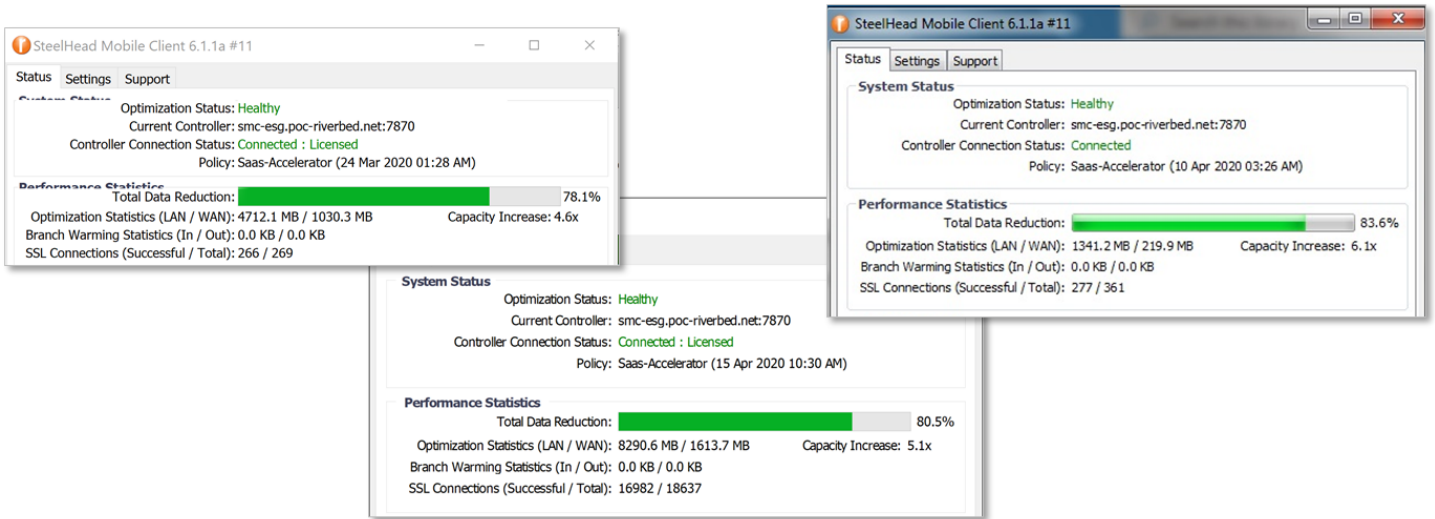 SteelHead Mobile Client 6.1.1a #11
Status Settings Support
System Status
Optimization Status: Healthy
Current Controller: smc-esg.poc-riverbed.net:7870
Controller Connection Status: Connected : Licensed
Policy: Saas-Accelerator (24 Mar 2020 01:28 AM)
Performance Statistics
Total Data Reduction: 78.1%
Optimization Statistics (LAN / WAN): 4712.1 MB / 1030.3 MB Capacity Increase: 4.6x
Branch Warming Statistics (In / Out): 0.0 KB / 0.0 KB
SSL Connections (Successful / Total): 266 / 269
System Status
Optimization Status: Healthy
Current Controller: smc-esg.poc-riverbed.net:7870
Controller Connection Status: Connected : Licensed
Policy: Saas-Accelerator (15 Apr 2020 10:30 AM)
Performance Statistics
Total Data Reduction: 80.5%
Optimization Statistics (LAN / WAN): 8290.6 MB / 1613.7 MB Capacity Increase: 5.1x
Branch Warming Statistics (In / Out): 0.0 KB / 0.0 KB
SSL Connections (Successful / Total): 16982 / 18637
SteelHead Mobile Client 6.1.1a #11
Status Settings Support
System Status
Optimization Status: Healthy
Current Controller: smc-esg.poc-riverbed.net:7870
Controller Connection Status: Connected
Policy: Saas-Accelerator (10 Apr 2020 03:26 AM)
Performance Statistics
Total Data Reduction: 83.6%
Optimization Statistics (LAN / WAN): 1341.2 MB / 219.9 MB Capacity Increase: 6.1x
Branch Warming Statistics (In / Out): 0.0 KB / 0.0 KB
SSL Connections (Successful / Total): 277 / 361